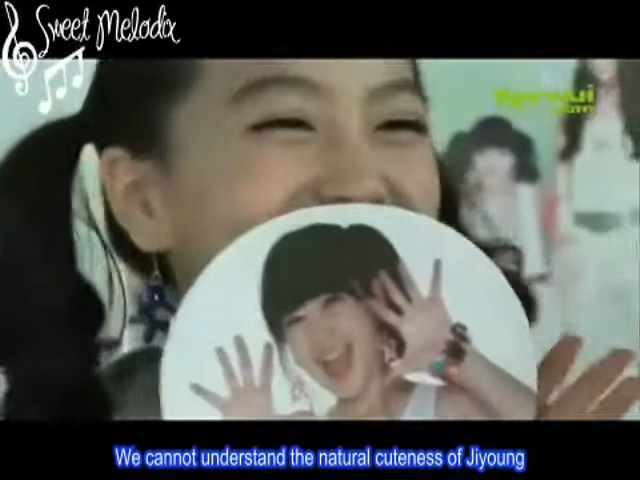 Sweet Melodix
We cannot understand the natural cuteness of Jiyoung